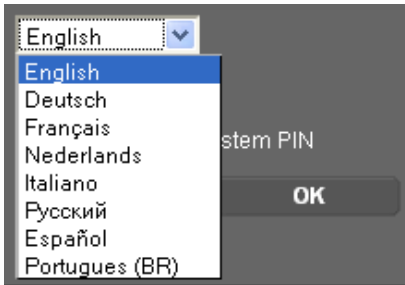 English
English
Deutsch
Français
Nederlands
Italiano
Русский
Español
Portugues (BR)
stem PIN
OK